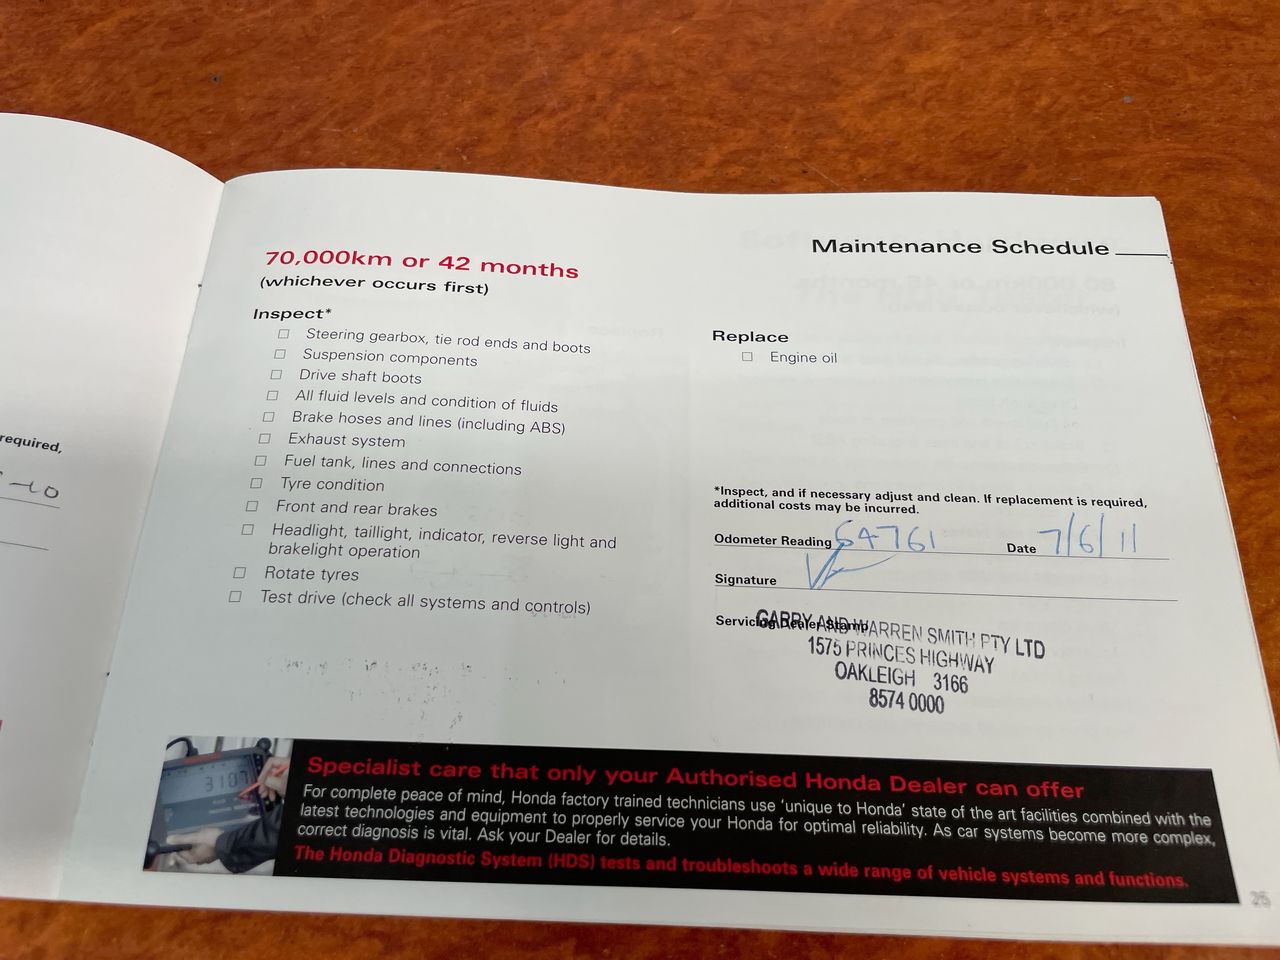 required,
-10
Maintenance Schedule
70,000km or 42 months
(whichever occurs first)
Inspect*
Steering gearbox, tie rod ends and boots
Suspension components
Drive shaft boots
All fluid levels and condition of fluids
Brake hoses and lines (including ABS)
Exhaust system
Fuel tank, lines and connections
Tyre condition
Front and rear brakes
Headlight, taillight, indicator, reverse light and
brakelight operation
Rotate tyres
Test drive (check all systems and controls)
Replace
Engine oil
*Inspect, and if necessary adjust and clean. If replacement is required,
additional costs may be incurred.
Odometer Reading 64761 Date 7/6/11
Signature
Servicing Dealer Stamp
GARRY AND WARREN SMITH PTY LTD
1575 PRINCES HIGHWAY
OAKLEIGH 3166
8574 0000
3107
Specialist care that only your Authorised Honda Dealer can offer
For complete peace of mind, Honda factory trained technicians use 'unique to Honda' state of the art facilities combined with the
latest technologies and equipment to properly service your Honda for optimal reliability. As car systems become more complex,
correct diagnosis is vital. Ask your Dealer for details.
The Honda Diagnostic System (HDS) tests and troubleshoots a wide range of vehicle systems and functions.
25